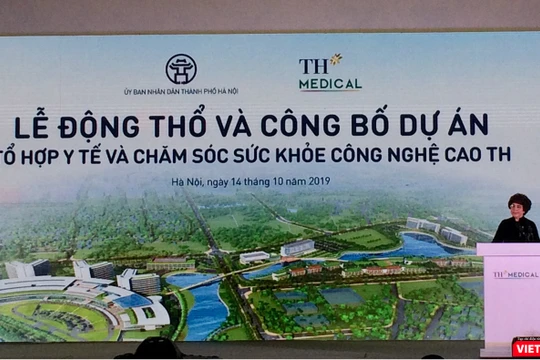 ỦY BAN NHÂN DÂN THÀNH PHỐ HÀ NỘI
TH
MEDICAL
LỄ ĐỘNG THỔ VÀ CÔNG BỐ DỰ ÁN
TỔ HỢP Y TẾ VÀ CHĂM SÓC SỨC KHỎE CÔNG NGHỆ CAO TH
Hà Nội, ngày 14 tháng 10 năm 2019
TH MEDICAL
VIET